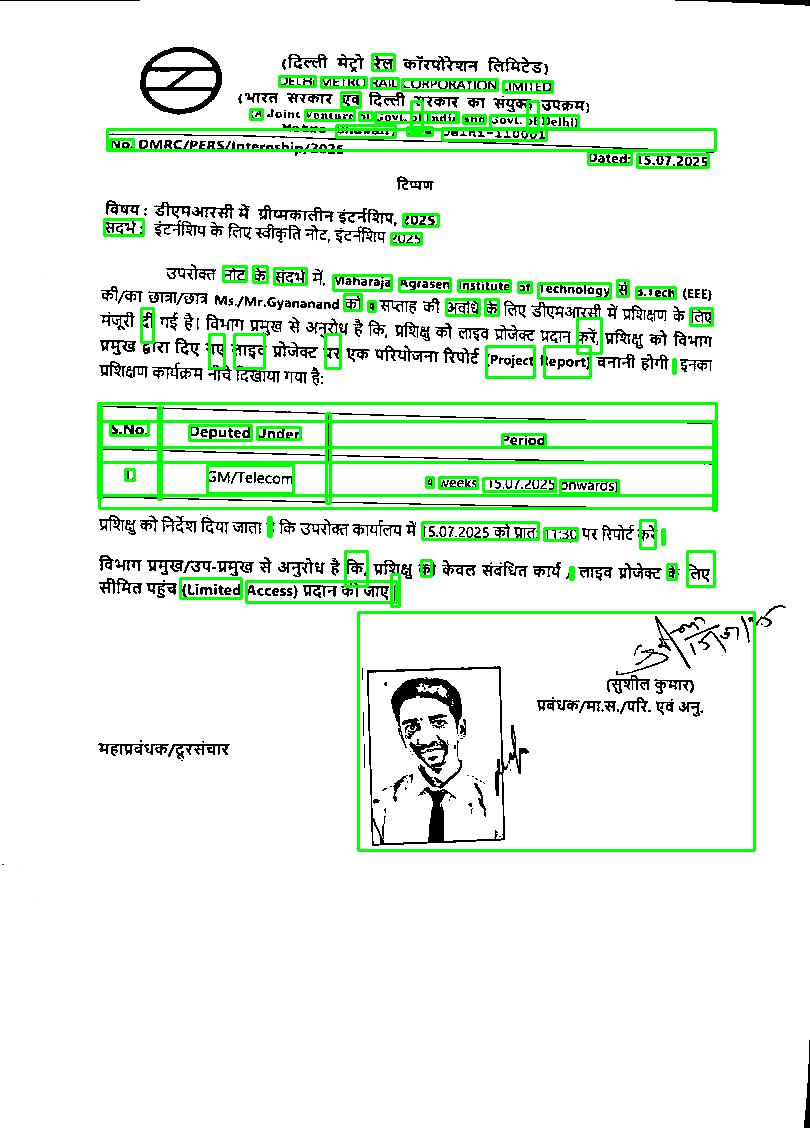 (दिल्ली मेट्रो रेल कॉरपोरेशन लिमिटेड)
DELHI METRO RAIL CORPORATION LIMITED
(भारत सरकार एवं दिल्ली सरकार का संयुक्त उपक्रम)
(A Joint Venture of Govt. of India and Govt. of Delhi)
Delhi-110001
No. DMRC/PERS/Internship/2025
Dated: 15.07.2025
टिप्पण
विषय : डीएमआरसी में ग्रीष्मकालीन इंटर्नशिप, 2025
संदर्भ : इंटर्नशिप के लिए स्वीकृति नोट, इंटर्नशिप 2025
उपरोक्त नोट के संदर्भ में, Maharaja Agrasen Institute of Technology से B.Tech (EEE)
की/का छात्रा/छात्र Ms./Mr.Gyananand को सप्ताह की अवधि के लिए डीएमआरसी में प्रशिक्षण के लिए
मंजूरी दी गई है। विभाग प्रमुख से अनुरोध है कि, प्रशिक्षु को लाइव प्रोजेक्ट प्रदान करें, प्रशिक्षु को विभाग
प्रमुख द्वारा दिए गए लाइव प्रोजेक्ट पर एक परियोजना रिपोर्ट (Project Report) बनानी होगी । इनका
प्रशिक्षण कार्यक्रम नीचे दिखाया गया है:
S.No. Deputed Under Period
1 GM/Telecom 4 weeks (15.07.2025 onwards)
प्रशिक्षु को निर्देश दिया जाता है कि उपरोक्त कार्यालय में 15.07.2025 को प्रात: 11:30 पर रिपोर्ट करें ।
विभाग प्रमुख/उप-प्रमुख से अनुरोध है कि, प्रशिक्षु को केवल संबंधित कार्य / लाइव प्रोजेक्ट के लिए
सीमित पहुंच (Limited Access) प्रदान की जाए ।
15/07/25
(सुशील कुमार)
प्रबंधक/मा.स./परि. एवं अनु.
महाप्रबंधक/दूरसंचार